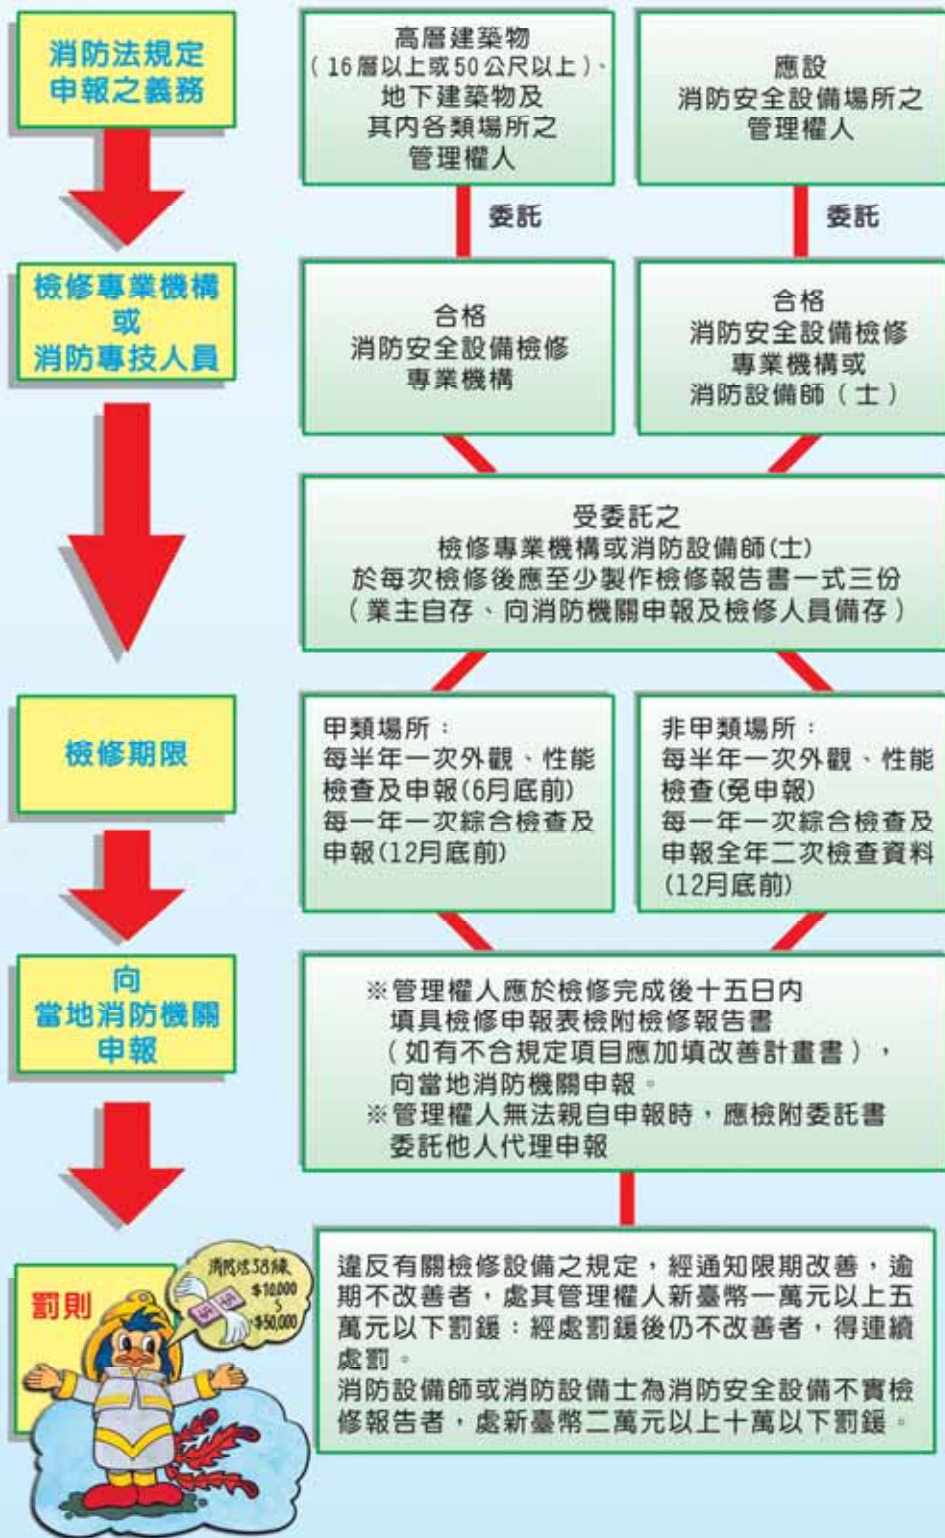 消防法規定
申報之義務
高層建築物
(16層以上或50公尺以上)、
地下建築物及
其內各類場所之
管理權人
應設
消防安全設備場所之
管理權人
委託
委託
檢修專業機構
或
消防專技人員
合格
消防安全設備檢修
專業機構
合格
消防安全設備檢修
專業機構或
消防設備師(士)
受委託之
檢修專業機構或消防設備師(士)
於每次檢修後應至少製作檢修報告書一式三份
(業主自存、向消防機關申報及檢修人員備存)
檢修期限
甲類場所：
每半年一次外觀、性能
檢查及申報(6月底前)
每一年一次綜合檢查及
申報(12月底前)
非甲類場所：
每半年一次外觀、性能
檢查(免申報)
每一年一次綜合檢查及
申報全年二次檢查資料
(12月底前)
向
當地消防機關
申報
※管理權人應於檢修完成後十五日內
填具檢修申報表檢附檢修報告書
(如有不合規定項目應加填改善計畫書)，
向當地消防機關申報。
※管理權人無法親自申報時，應檢附委託書
委託他人代理申報
罰則
消防法38條
$10,000
~
$50,000
違反有關檢修設備之規定，經通知限期改善，逾
期不改善者，處其管理權人新臺幣一萬元以上五
萬元以下罰鍰：經處罰鍰後仍不改善者，得連續
處罰。
消防設備師或消防設備士為消防安全設備不實檢
修報告者，處新臺幣二萬元以上十萬以下罰鍰。